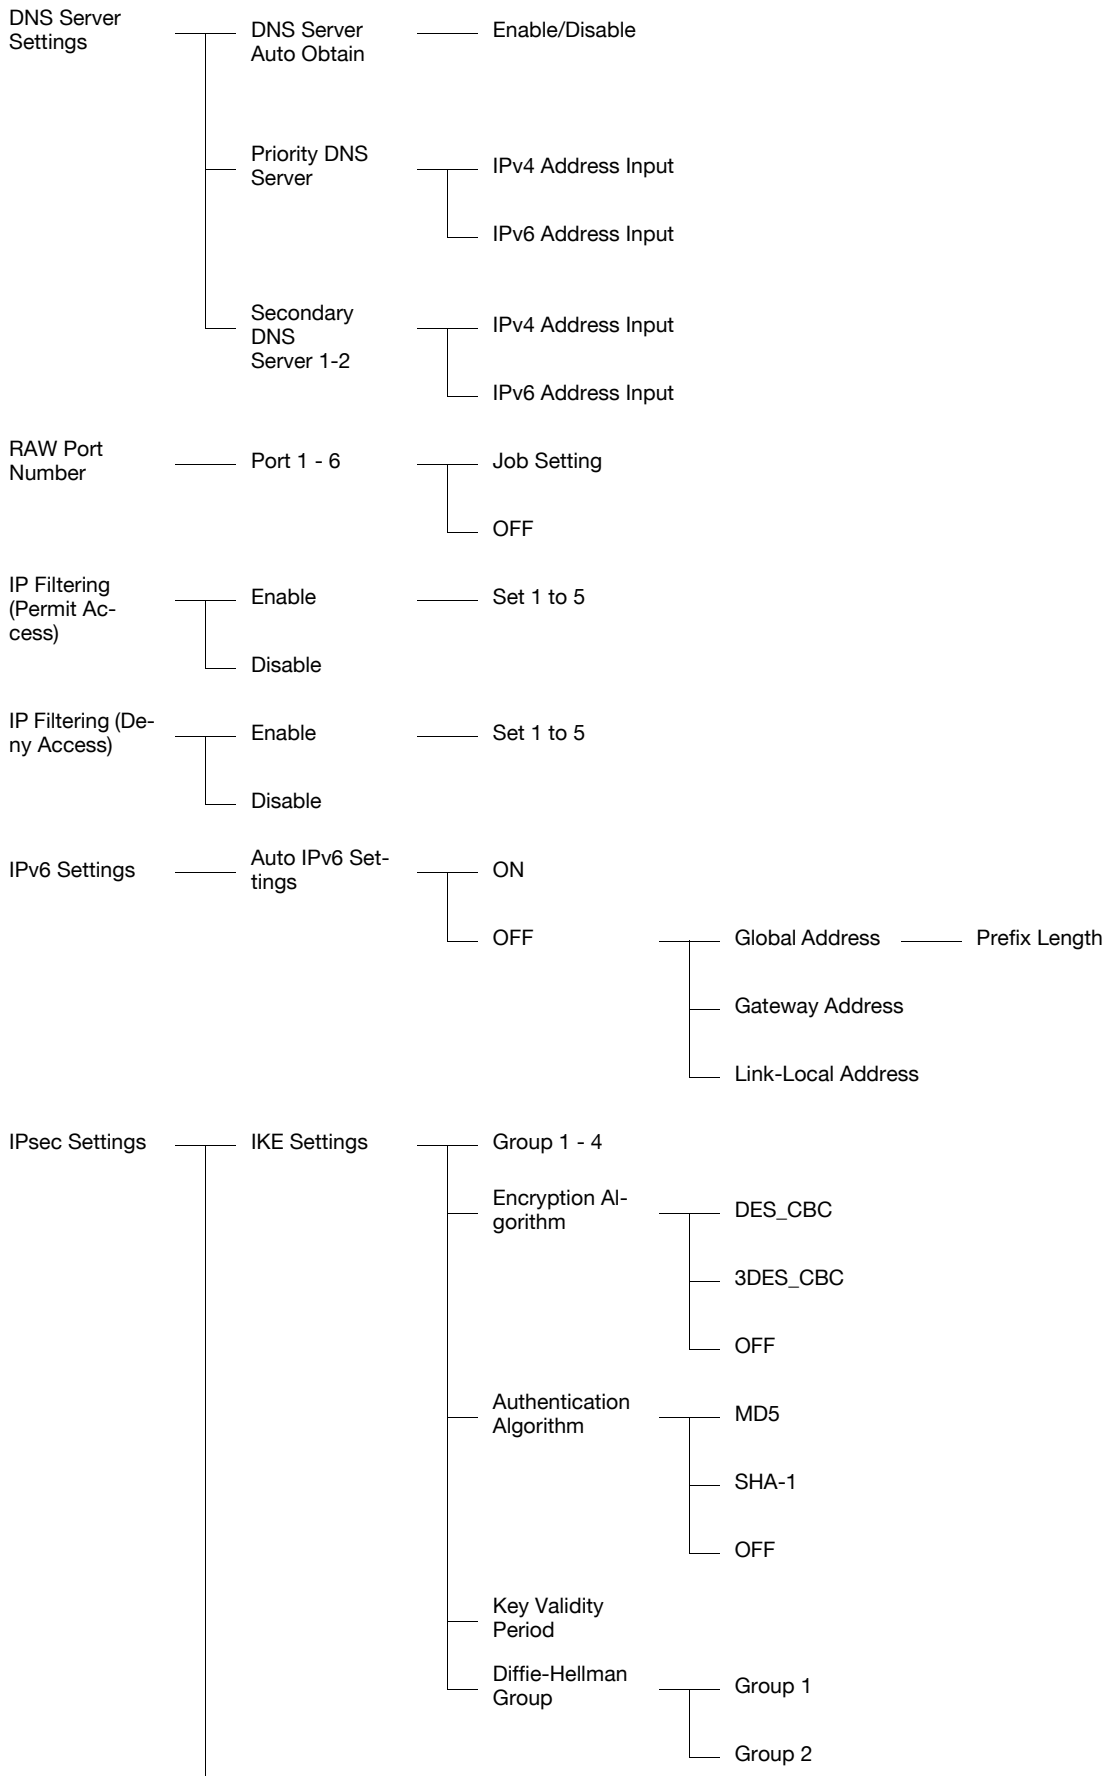 DNS Server
Settings
DNS Server
Auto Obtain
Enable/Disable
Priority DNS
Server
IPv4 Address Input
IPv6 Address Input
Secondary
DNS
Server 1-2
IPv4 Address Input
IPv6 Address Input
RAW Port
Number
Port 1 - 6
Job Setting
OFF
IP Filtering
(Permit Ac-
cess)
Enable
Set 1 to 5
Disable
IP Filtering (De-
ny Access)
Enable
Set 1 to 5
Disable
IPv6 Settings
Auto IPv6 Set-
tings
ON
OFF
Global Address
Prefix Length
Gateway Address
Link-Local Address
IPsec Settings
IKE Settings
Group 1 - 4
Encryption Al-
gorithm
DES_CBC
3DES_CBC
OFF
Authentication
Algorithm
MD5
SHA-1
OFF
Key Validity
Period
Diffie-Hellman
Group
Group 1
Group 2